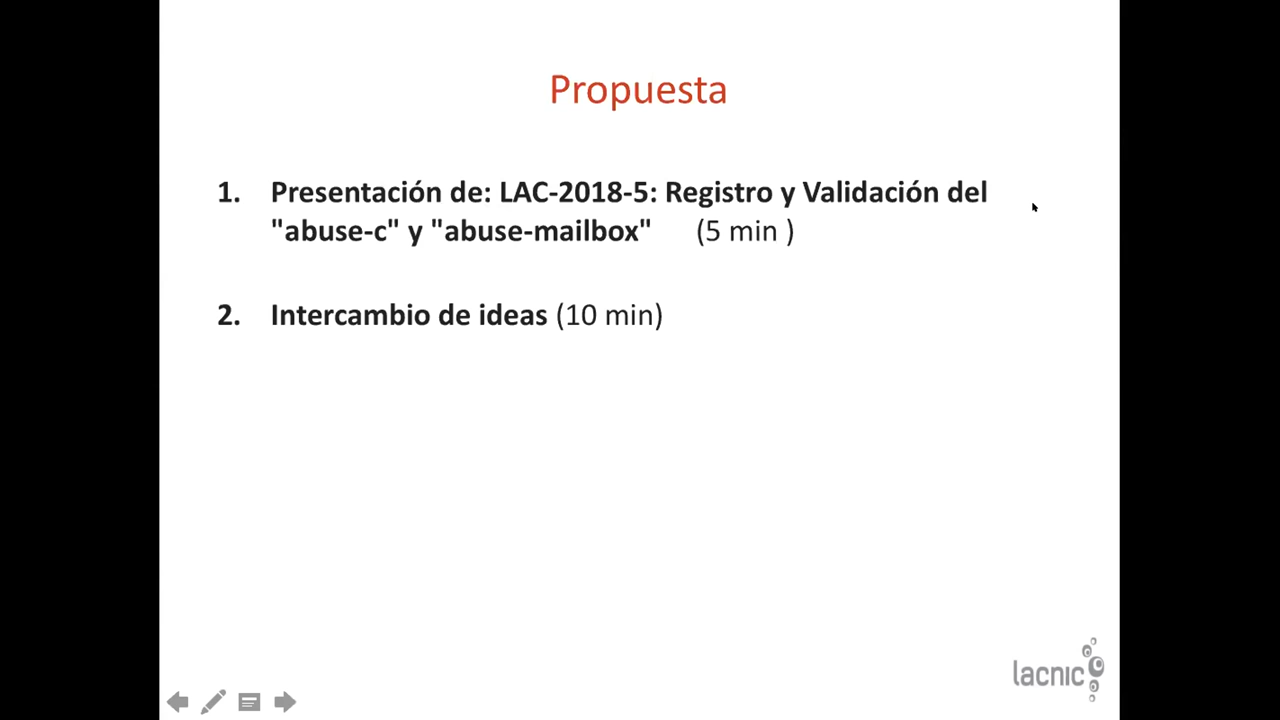 Propuesta
1. Presentación de: LAC-2018-5: Registro y Validación del
"abuse-c" y "abuse-mailbox" (5 min )
2. Intercambio de ideas (10 min)
lacnic